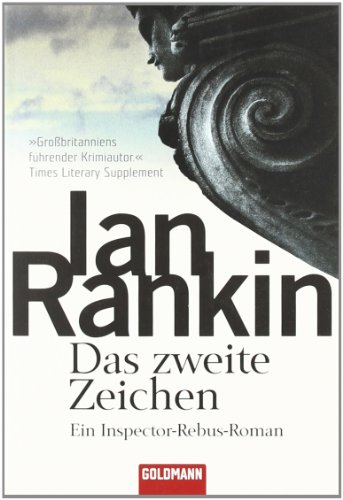 »Großbritanniens
führender Krimiautor.«
Times Literary Supplement
Ian
Rankin
Das zweite
Zeichen
Ein Inspector-Rebus-Roman
GOLDMANN